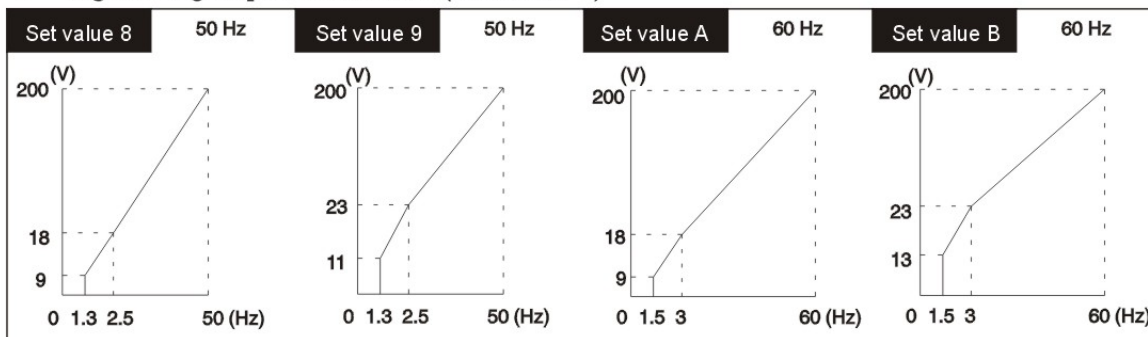 Set value 8 50 Hz Set value 9 50 Hz Set value A 60 Hz Set value B 60 Hz
(V) (V) (V) (V)
200 200 200 200
23 23
18 18
11 13
9 9
0 1.3 2.5 50 (Hz) 0 1.3 2.5 50 (Hz) 0 1.5 3 60 (Hz) 0 1.5 3 60 (Hz)